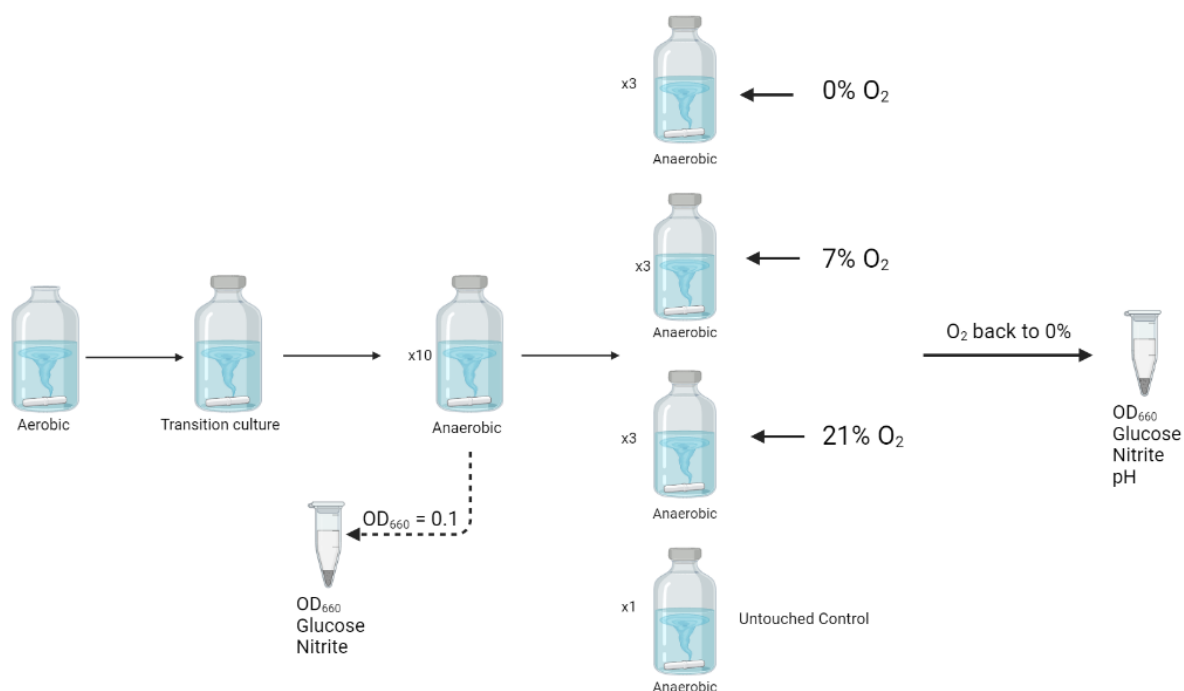 Aerobic
Transition culture
x10
Anaerobic
OD₆₆₀ = 0.1
OD₆₆₀
Glucose
Nitrite
x3
0% O₂
Anaerobic
x3
7% O₂
Anaerobic
x3
21% O₂
Anaerobic
x1
Untouched Control
Anaerobic
O₂ back to 0%
OD₆₆₀
Glucose
Nitrite
pH